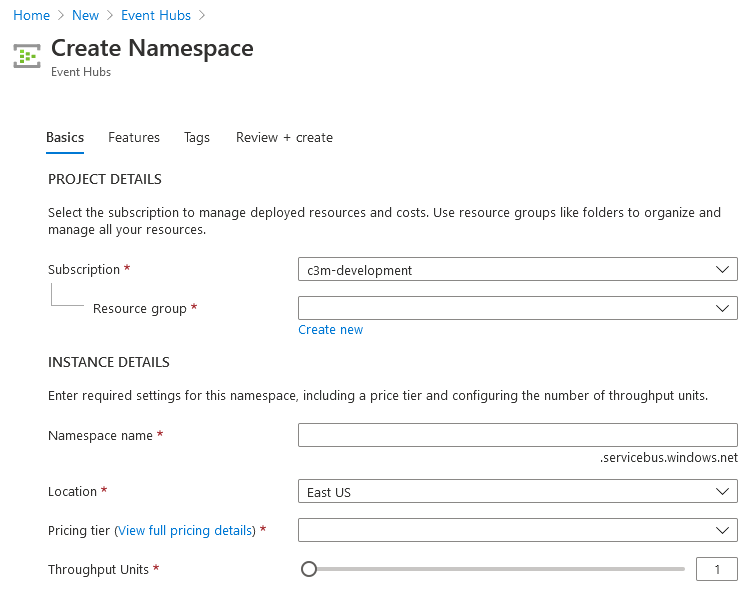 Home > New > Event Hubs >
Create Namespace
Event Hubs
Basics Features Tags Review + create
PROJECT DETAILS
Select the subscription to manage deployed resources and costs. Use resource groups like folders to organize and
manage all your resources.
Subscription * c3m-development
Resource group *
Create new
INSTANCE DETAILS
Enter required settings for this namespace, including a price tier and configuring the number of throughput units.
Namespace name *
.servicebus.windows.net
Location * East US
Pricing tier (View full pricing details) *
Throughput Units * 1